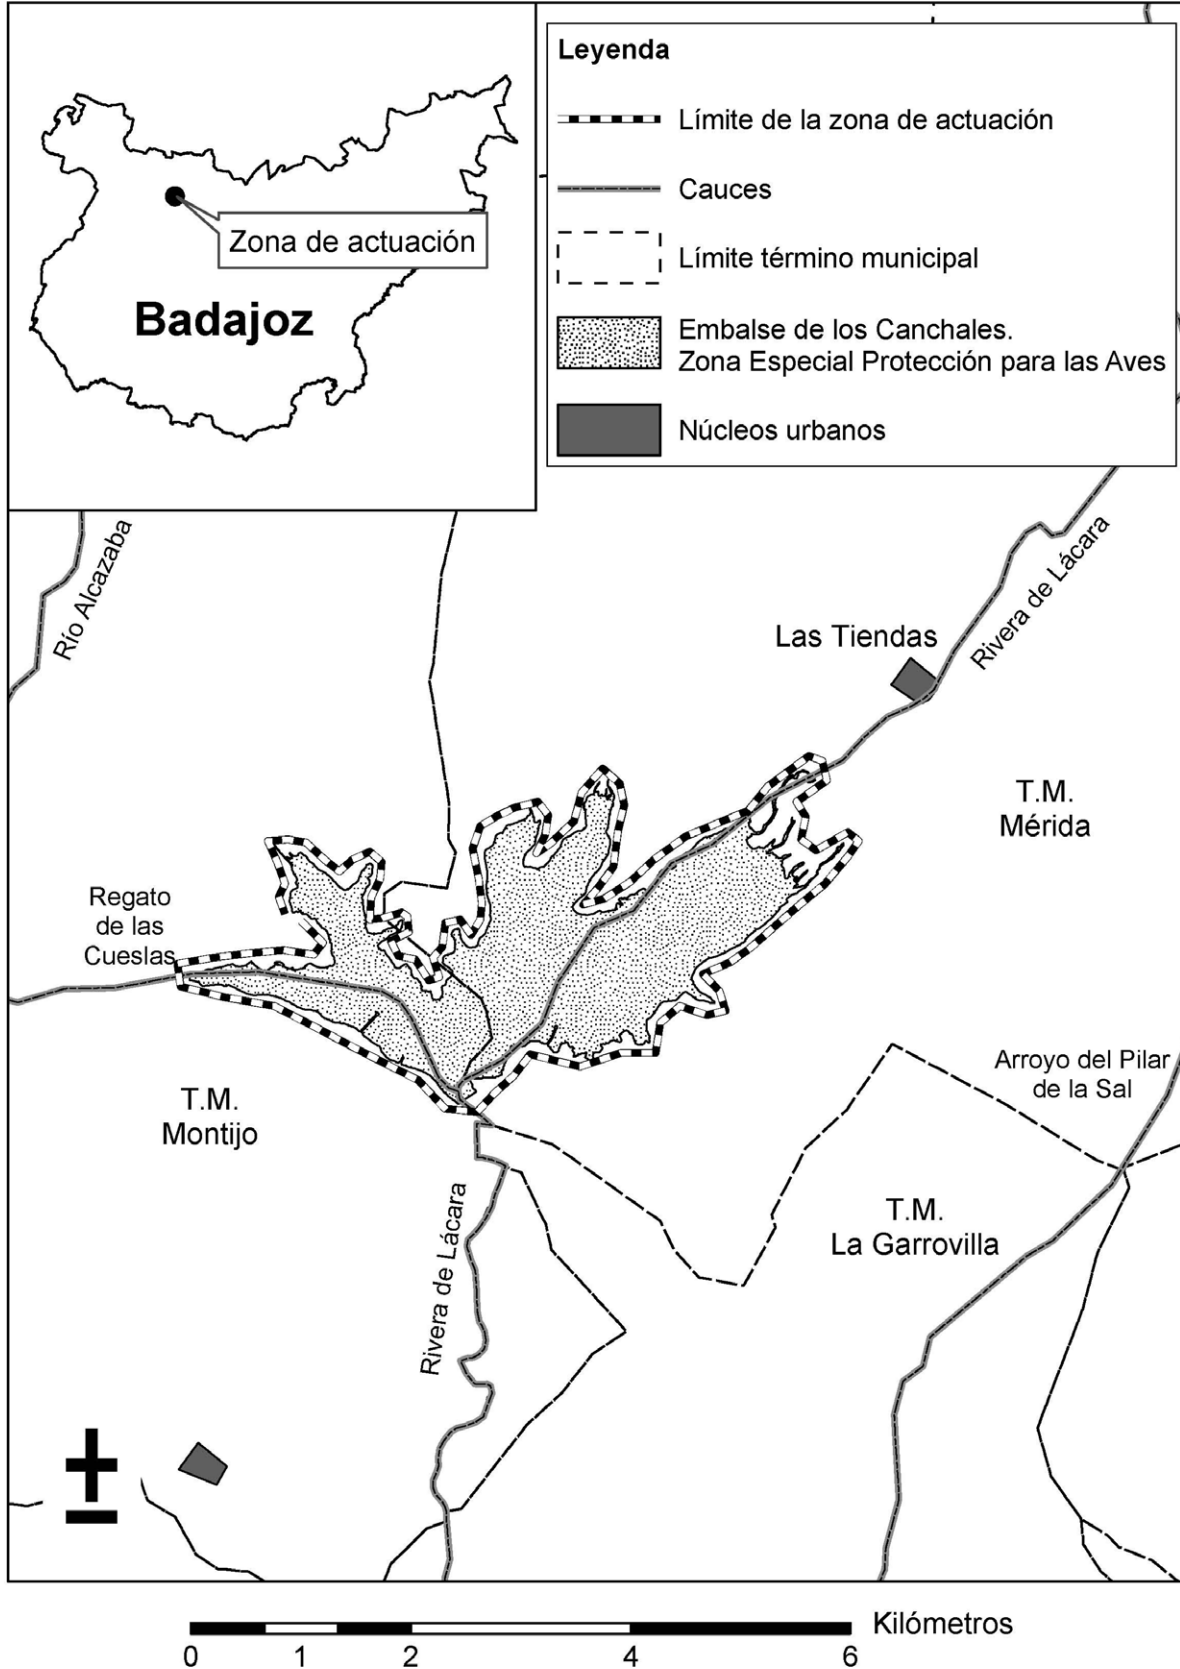 Leyenda
Límite de la zona de actuación
Cauces
Límite término municipal
Embalse de los Canchales.
Zona Especial Protección para las Aves
Núcleos urbanos
Zona de actuación
Badajoz
Río Alcazaba
Las Tiendas
Rivera de Lácara
T.M.
Mérida
Regato
de las
Cueslas
T.M.
Montijo
Arroyo del Pilar
de la Sal
T.M.
La Garrovilla
Rivera de Lácara
Kilómetros
0 1 2 4 6